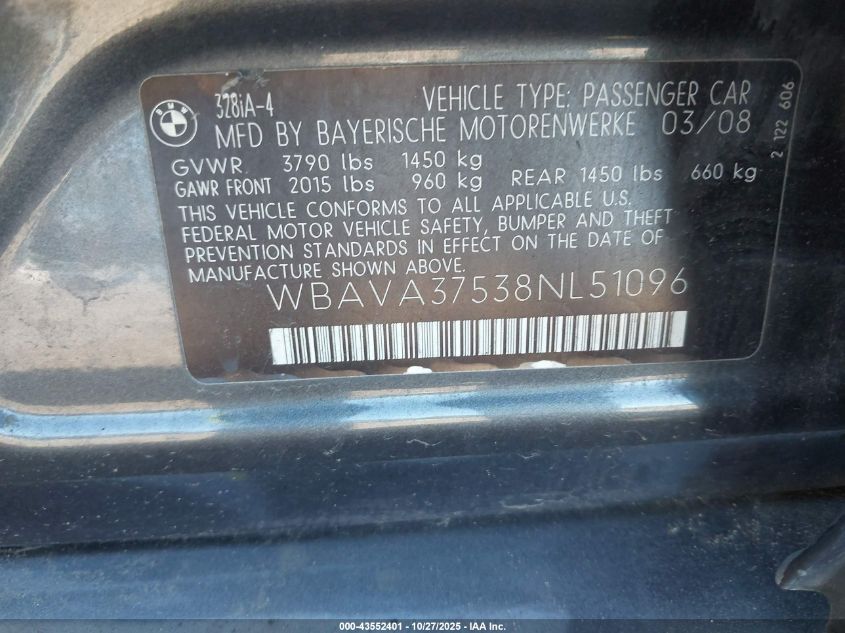 BMW
328iA-4 VEHICLE TYPE: PASSENGER CAR
MFD BY BAYERISCHE MOTORENWERKE 03/08
GVWR 3790 lbs 1450 kg
GAWR FRONT 2015 lbs 960 kg REAR 1450 lbs 660 kg
THIS VEHICLE CONFORMS TO ALL APPLICABLE U.S.
FEDERAL MOTOR VEHICLE SAFETY, BUMPER AND THEFT
PREVENTION STANDARDS IN EFFECT ON THE DATE OF
MANUFACTURE SHOWN ABOVE.
WBAVA37538NL51096
2 122 606
000-43552401 - 10/27/2025 - IAA Inc.